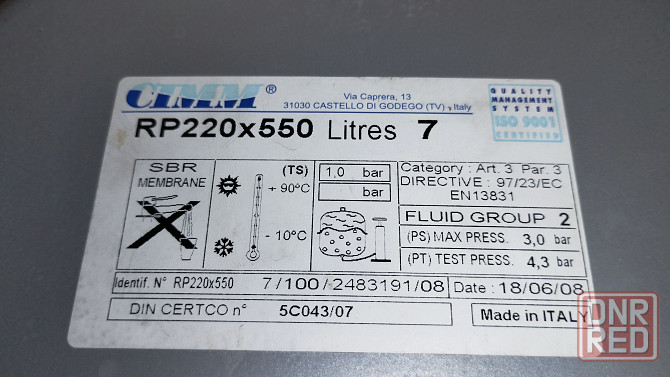 CIMM®
Via Caprera, 13
31030 CASTELLO DI GODEGO (TV) , Italy
QUALITY
MANAGEMENT
SYSTEM
ISO 9001
CERTIFIED
RP220x550 Litres 7
SBR
MEMBRANE
(TS)
+ 90°C
- 10°C
1,0 bar
bar
Category : Art. 3 Par. 3
DIRECTIVE : 97/23/EC
EN13831
FLUID GROUP 2
(PS) MAX PRESS. 3,0 bar
(PT) TEST PRESS. 4,3 bar
Identif. N° RP220x550 7/100/2483191/08 Date : 18/06/08
DIN CERTCO n° 5C043/07
Made in ITALY
DNR
RED